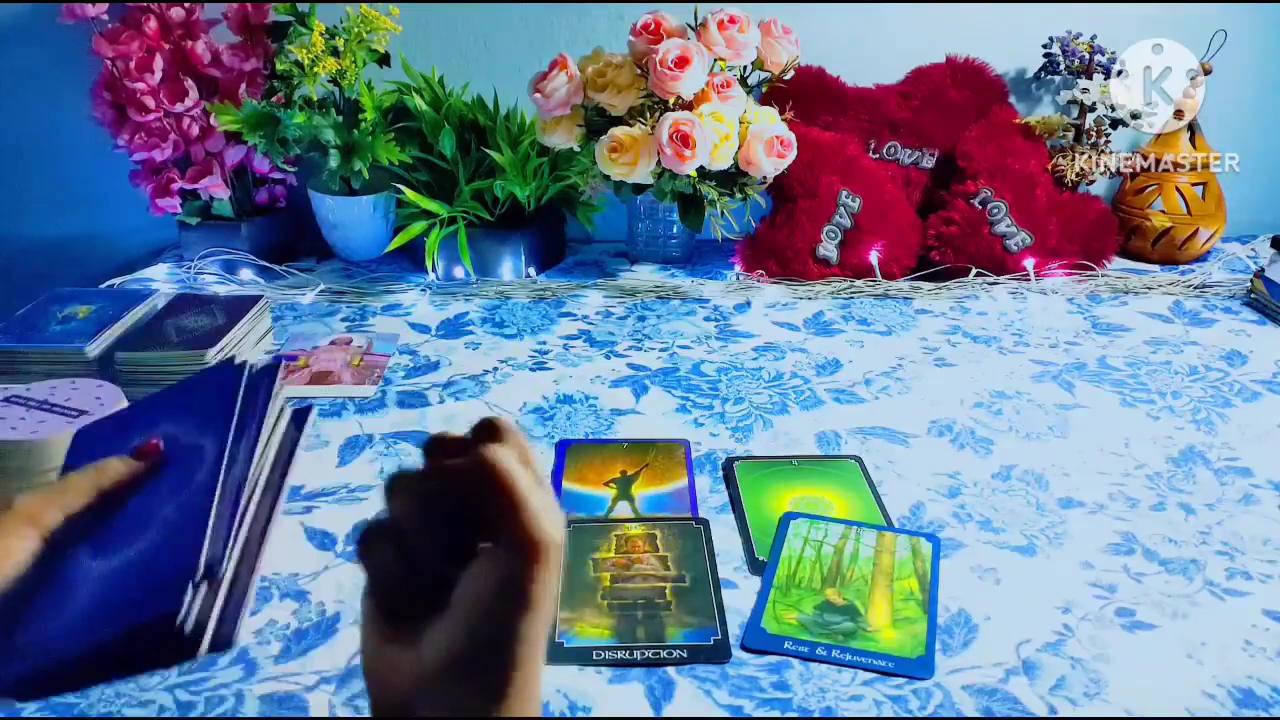 K
KINEMASTER
LOVE
LOVE
LOVE
DISRUPTION
Rest & Rejuvenate